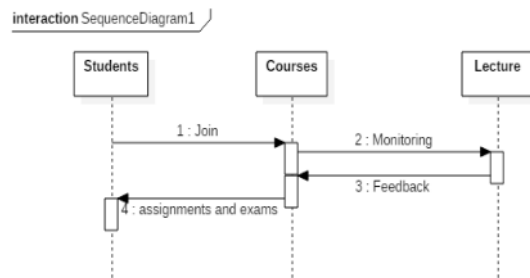 interaction SequenceDiagram1
Students
Courses
Lecture
1 : Join
2 : Monitoring
3 : Feedback
4 : assignments and exams